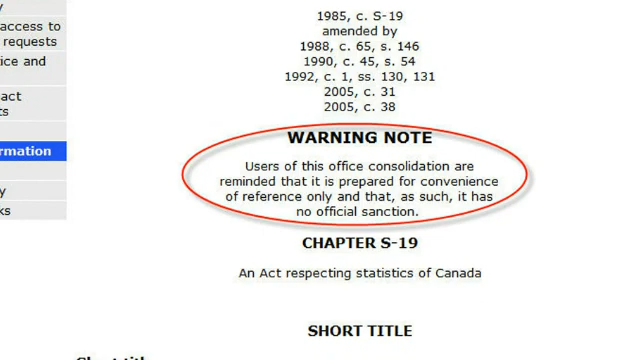 access to
requests
ice and
act
ts
rmation
y
ks
1985, c. S-19
amended by
1988, c. 65, s. 146
1990, c. 45, s. 54
1992, c. 1, ss. 130, 131
2005, c. 31
2005, c. 38
WARNING NOTE
Users of this office consolidation are
reminded that it is prepared for convenience
of reference only and that, as such, it has
no official sanction.
CHAPTER S-19
An Act respecting statistics of Canada
SHORT TITLE
Short title